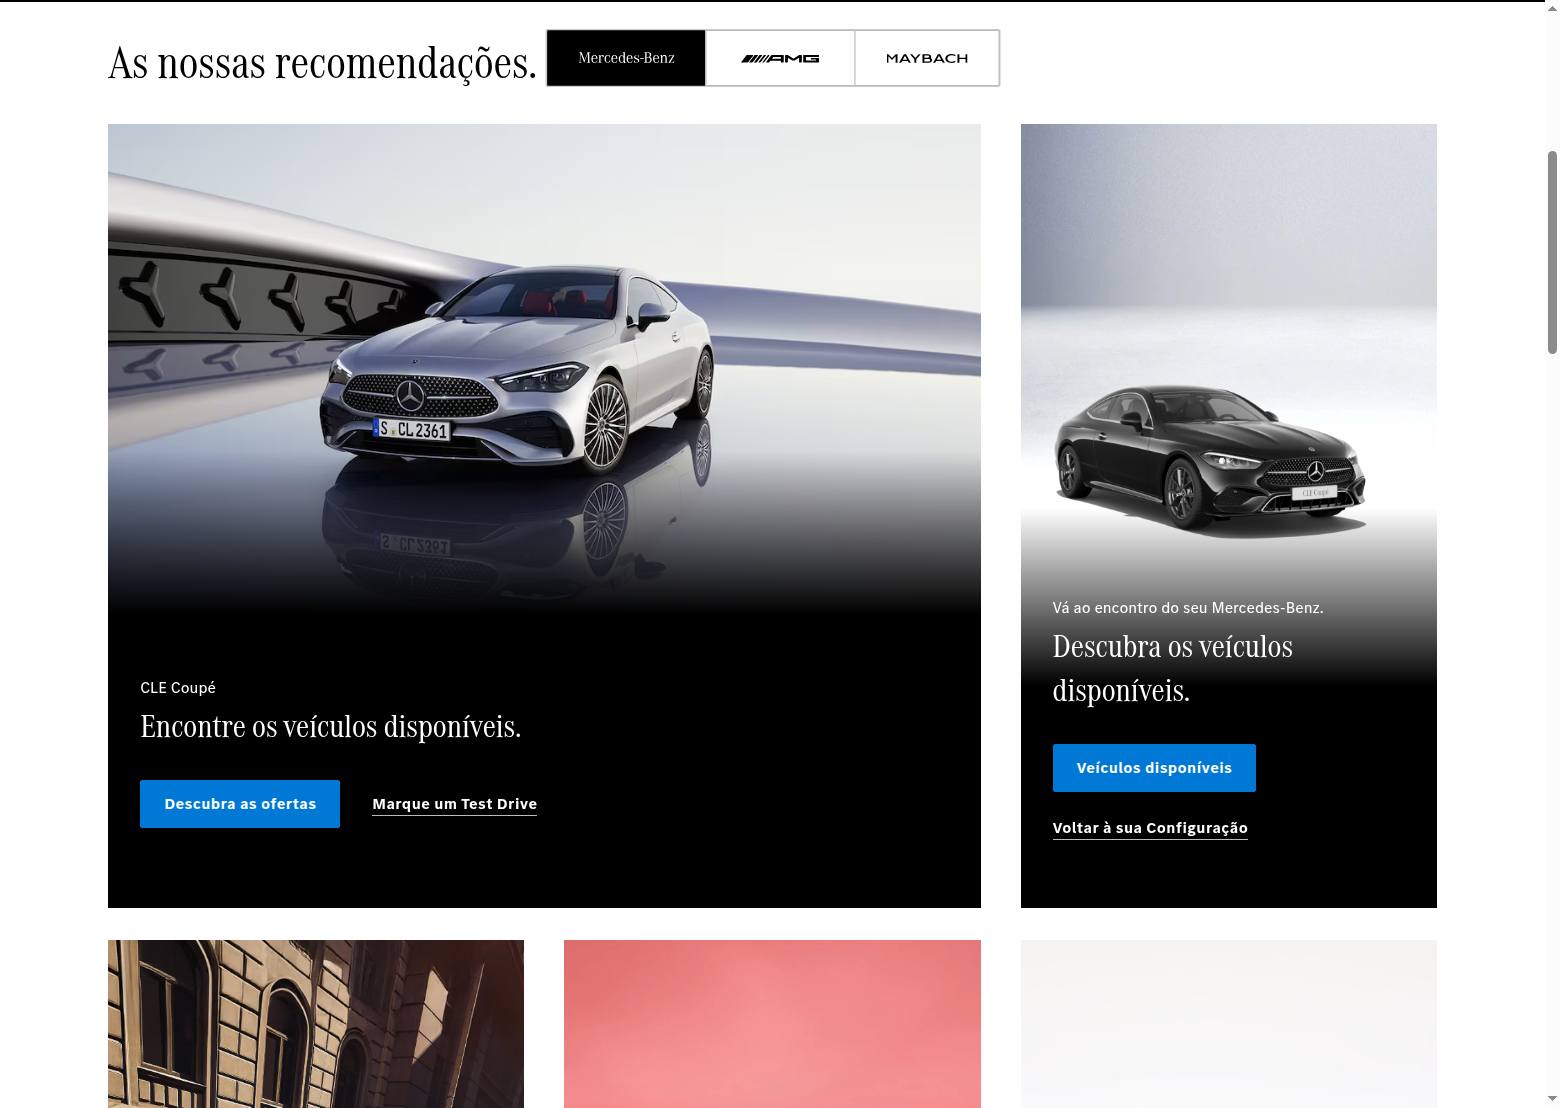 As nossas recomendações.
Mercedes-Benz
AMG
MAYBACH
S CL 2361
CLE Coupé
CLE Coupé
Encontre os veículos disponíveis.
Descubra as ofertas
Marque um Test Drive
Vá ao encontro do seu Mercedes-Benz.
Descubra os veículos
disponíveis.
Veículos disponíveis
Voltar à sua Configuração